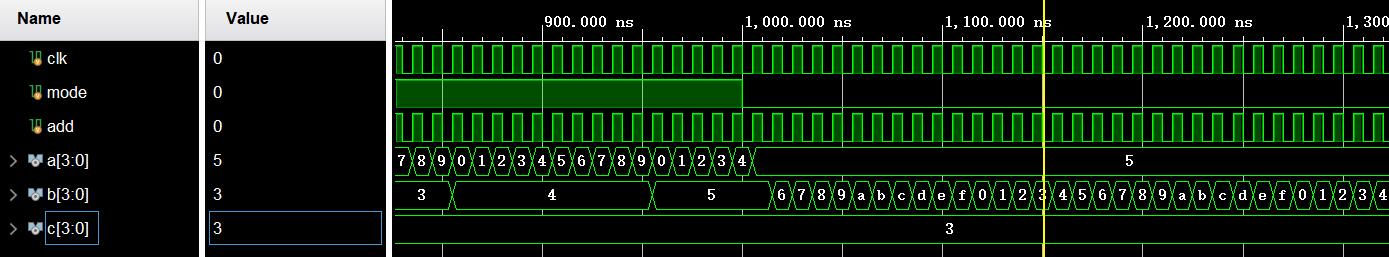 Name Value 900.000 ns 1,000.000 ns 1,100.000 ns 1,200.000 ns 1,300
clk 0
mode 0
add 0
a[3:0] 5 7 8 9 0 1 2 3 4 5 6 7 8 9 0 1 2 3 4 5
b[3:0] 3 3 4 5 6 7 8 9 a b c d e f 0 1 2 3 4 5 6 7 8 9 a b c d e f 0 1 2 3 4
c[3:0] 3 3